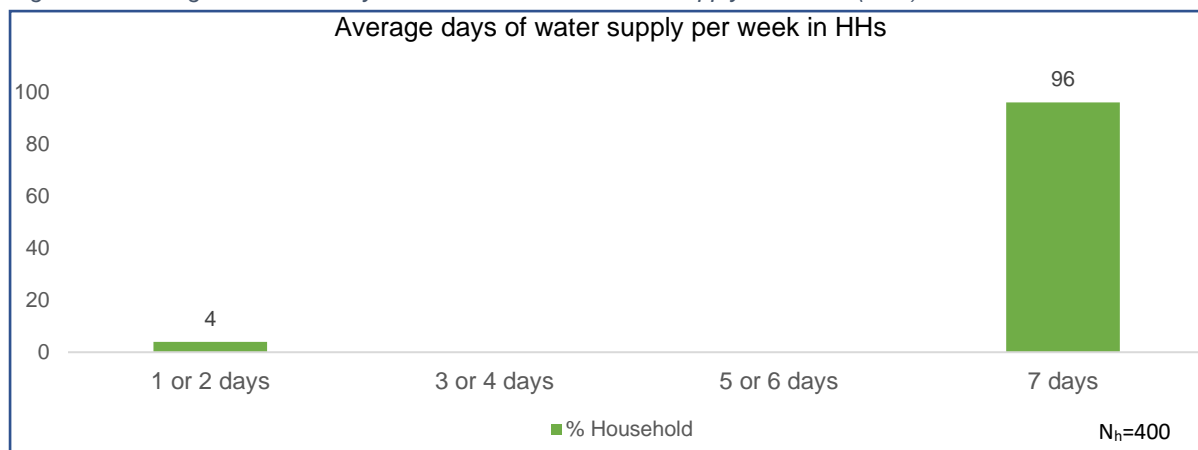 Average days of water supply per week in HHs
100
80
60
40
20
0
4
96
1 or 2 days
3 or 4 days
5 or 6 days
7 days
% Household
Nₕ=400